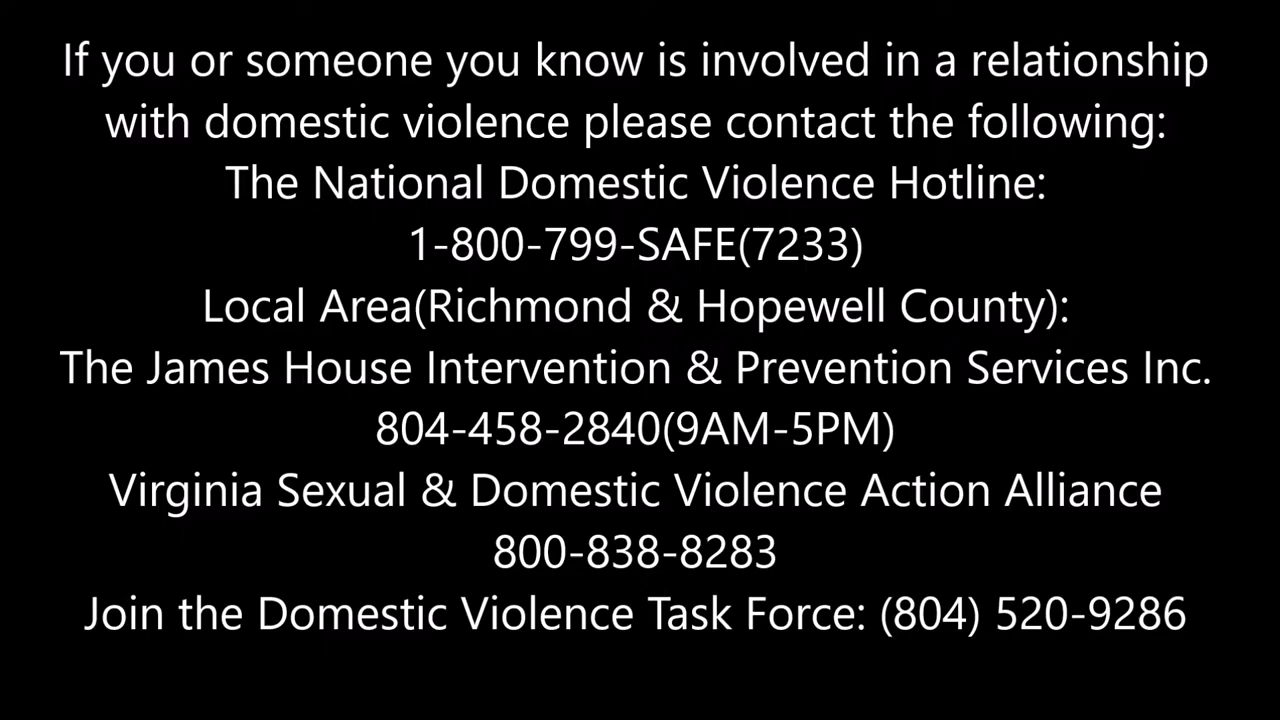 If you or someone you know is involved in a relationship
with domestic violence please contact the following:
The National Domestic Violence Hotline:
1-800-799-SAFE(7233)
Local Area(Richmond & Hopewell County):
The James House Intervention & Prevention Services Inc.
804-458-2840(9AM-5PM)
Virginia Sexual & Domestic Violence Action Alliance
800-838-8283
Join the Domestic Violence Task Force: (804) 520-9286